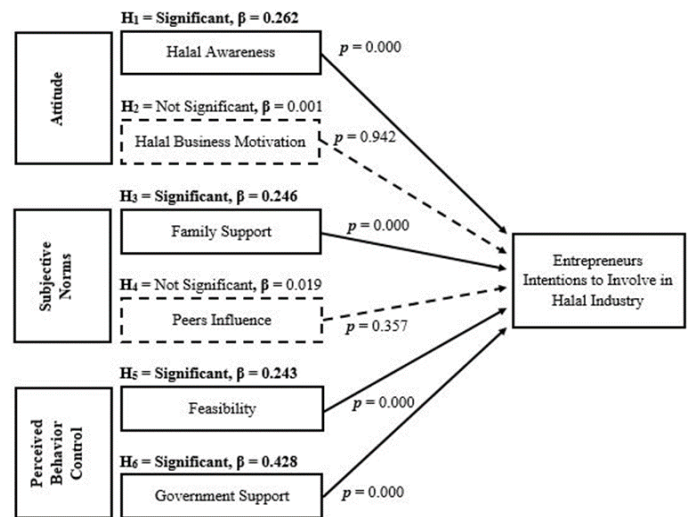 Attitude
H1 = Significant, β = 0.262
Halal Awareness
p = 0.000
H2 = Not Significant, β = 0.001
Halal Business Motivation
p = 0.942
Subjective
Norms
H3 = Significant, β = 0.246
Family Support
p = 0.000
H4 = Not Significant, β = 0.019
Peers Influence
p = 0.357
Perceived
Behavior
Control
H5 = Significant, β = 0.243
Feasibility
p = 0.000
H6 = Significant, β = 0.428
Government Support
p = 0.000
Entrepreneurs
Intentions to Involve in
Halal Industry